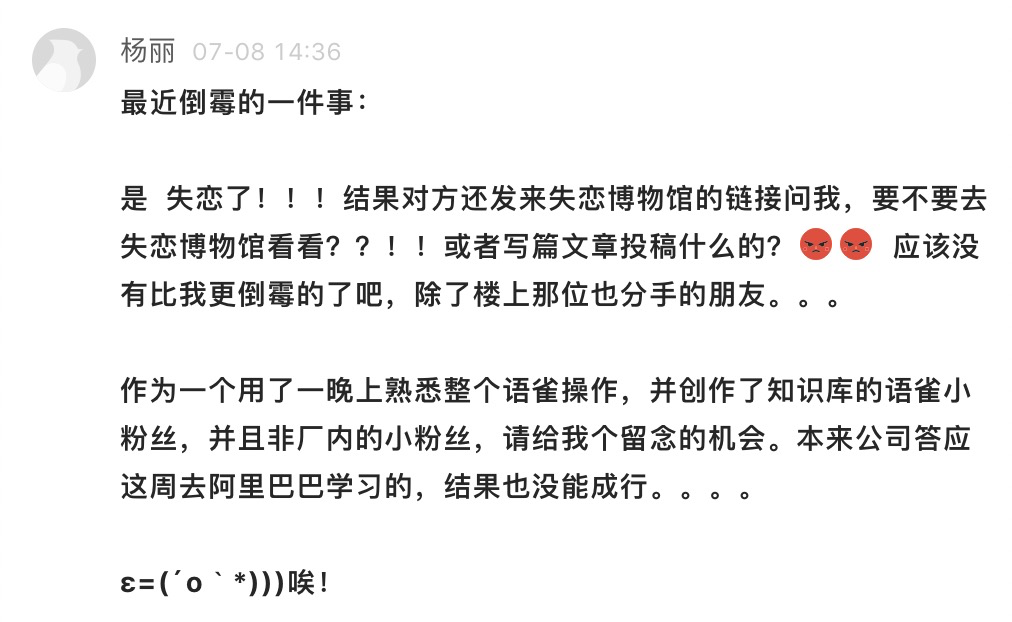 杨丽 07-08 14:36
最近倒霉的一件事：
是 失恋了！！！结果对方还发来失恋博物馆的链接问我，要不要去
失恋博物馆看看？？！！或者写篇文章投稿什么的？😡😡 应该没
有比我更倒霉的了吧，除了楼上那位也分手的朋友。。。
作为一个用了一晚上熟悉整个语雀操作，并创作了知识库的语雀小
粉丝，并且非厂内的小粉丝，请给我个留念的机会。本来公司答应
这周去阿里巴巴学习的，结果也没能成行。。。。
ε=(´ο｀*)))唉！